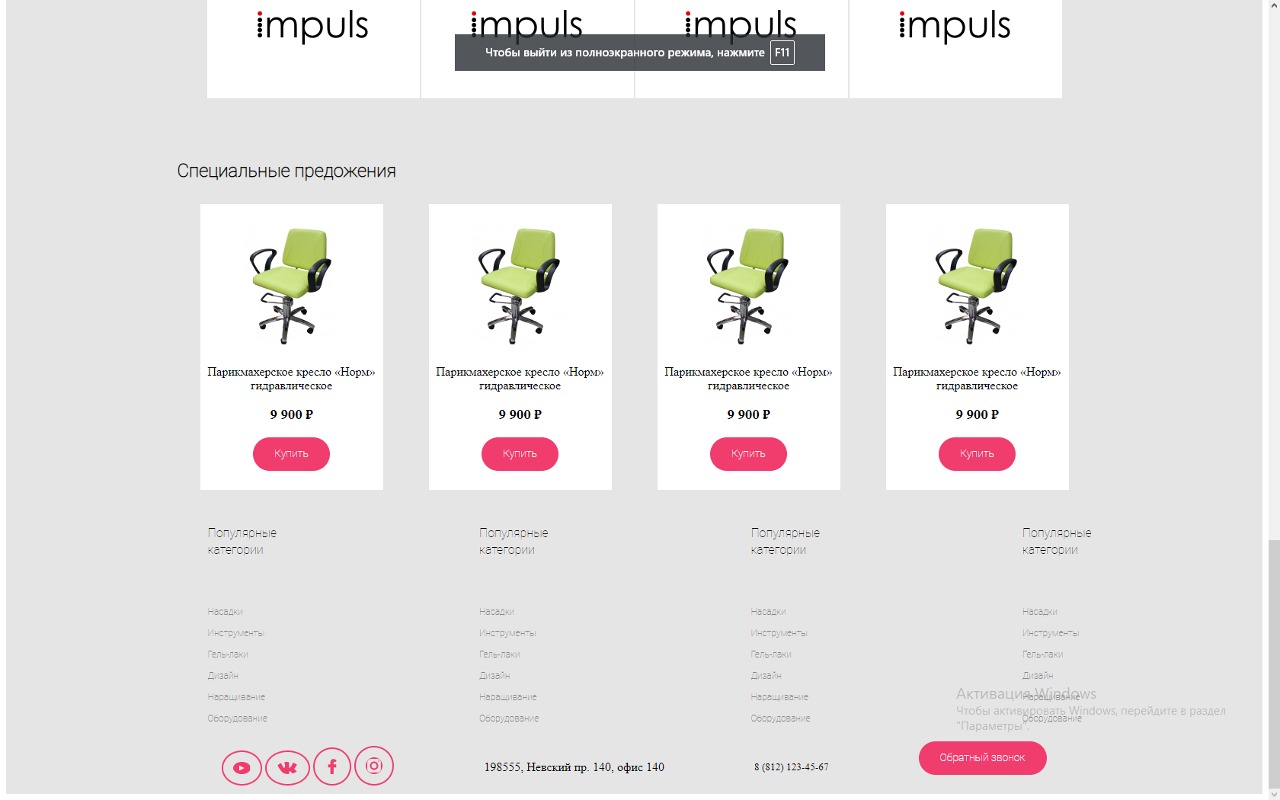 impuls impuls impuls impuls
Чтобы выйти из полноэкранного режима, нажмите F11
Специальные предожения
Парикмахерское кресло «Норм» Парикмахерское кресло «Норм» Парикмахерское кресло «Норм» Парикмахерское кресло «Норм»
гидравлическое гидравлическое гидравлическое гидравлическое
9 900 ₽ 9 900 ₽ 9 900 ₽ 9 900 ₽
Купить Купить Купить Купить
Популярные Популярные Популярные Популярные
категории категории категории категории
Насадки Насадки Насадки Насадки
Инструменты Инструменты Инструменты Инструменты
Гель-лаки Гель-лаки Гель-лаки Гель-лаки
Дизайн Дизайн Дизайн Дизайн
Наращивание Наращивание Наращивание Наращивание
Оборудование Оборудование Оборудование Оборудование
Активация Windows
Чтобы активировать Windows, перейдите в раздел
"Параметры".
198555, Невский пр. 140, офис 140
8 (812) 123-45-67
Обратный звонок